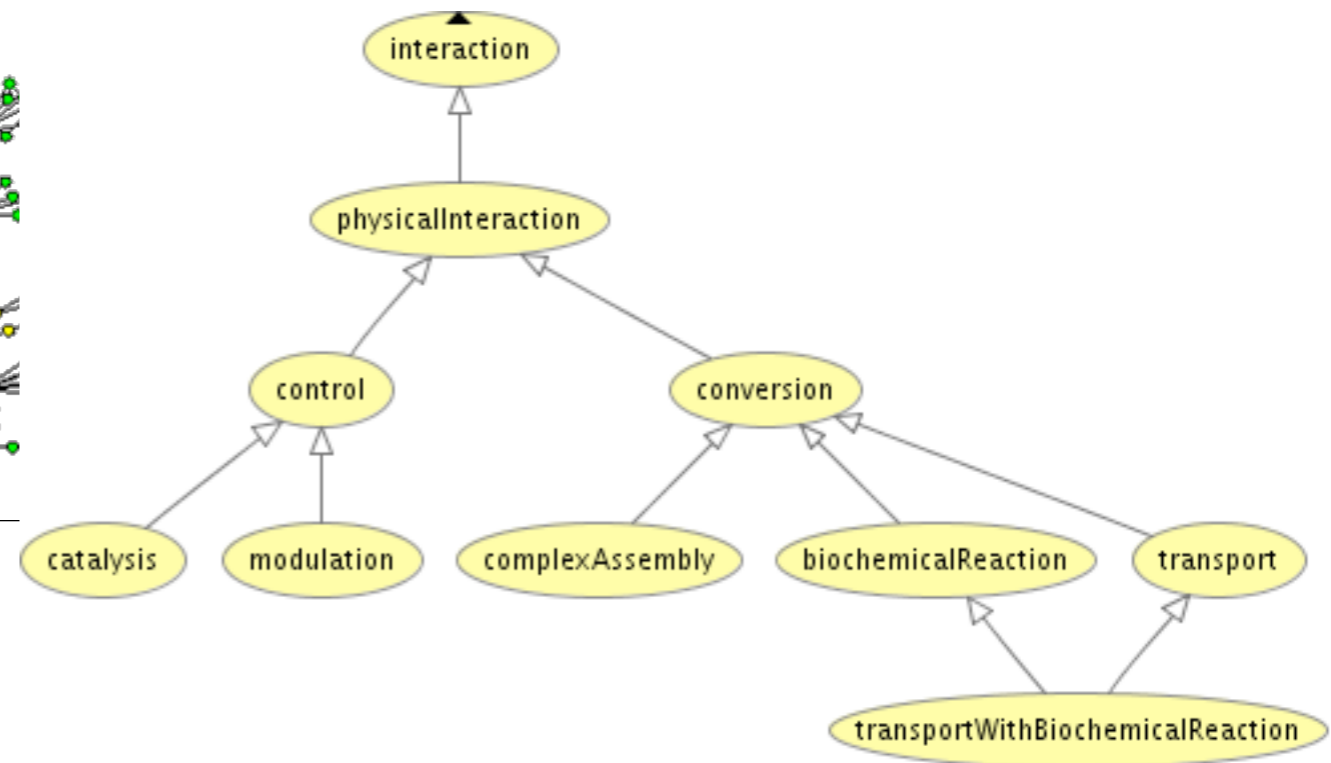 interaction
physicalInteraction
control
conversion
catalysis
modulation
complexAssembly
biochemicalReaction
transport
transportWithBiochemicalReaction